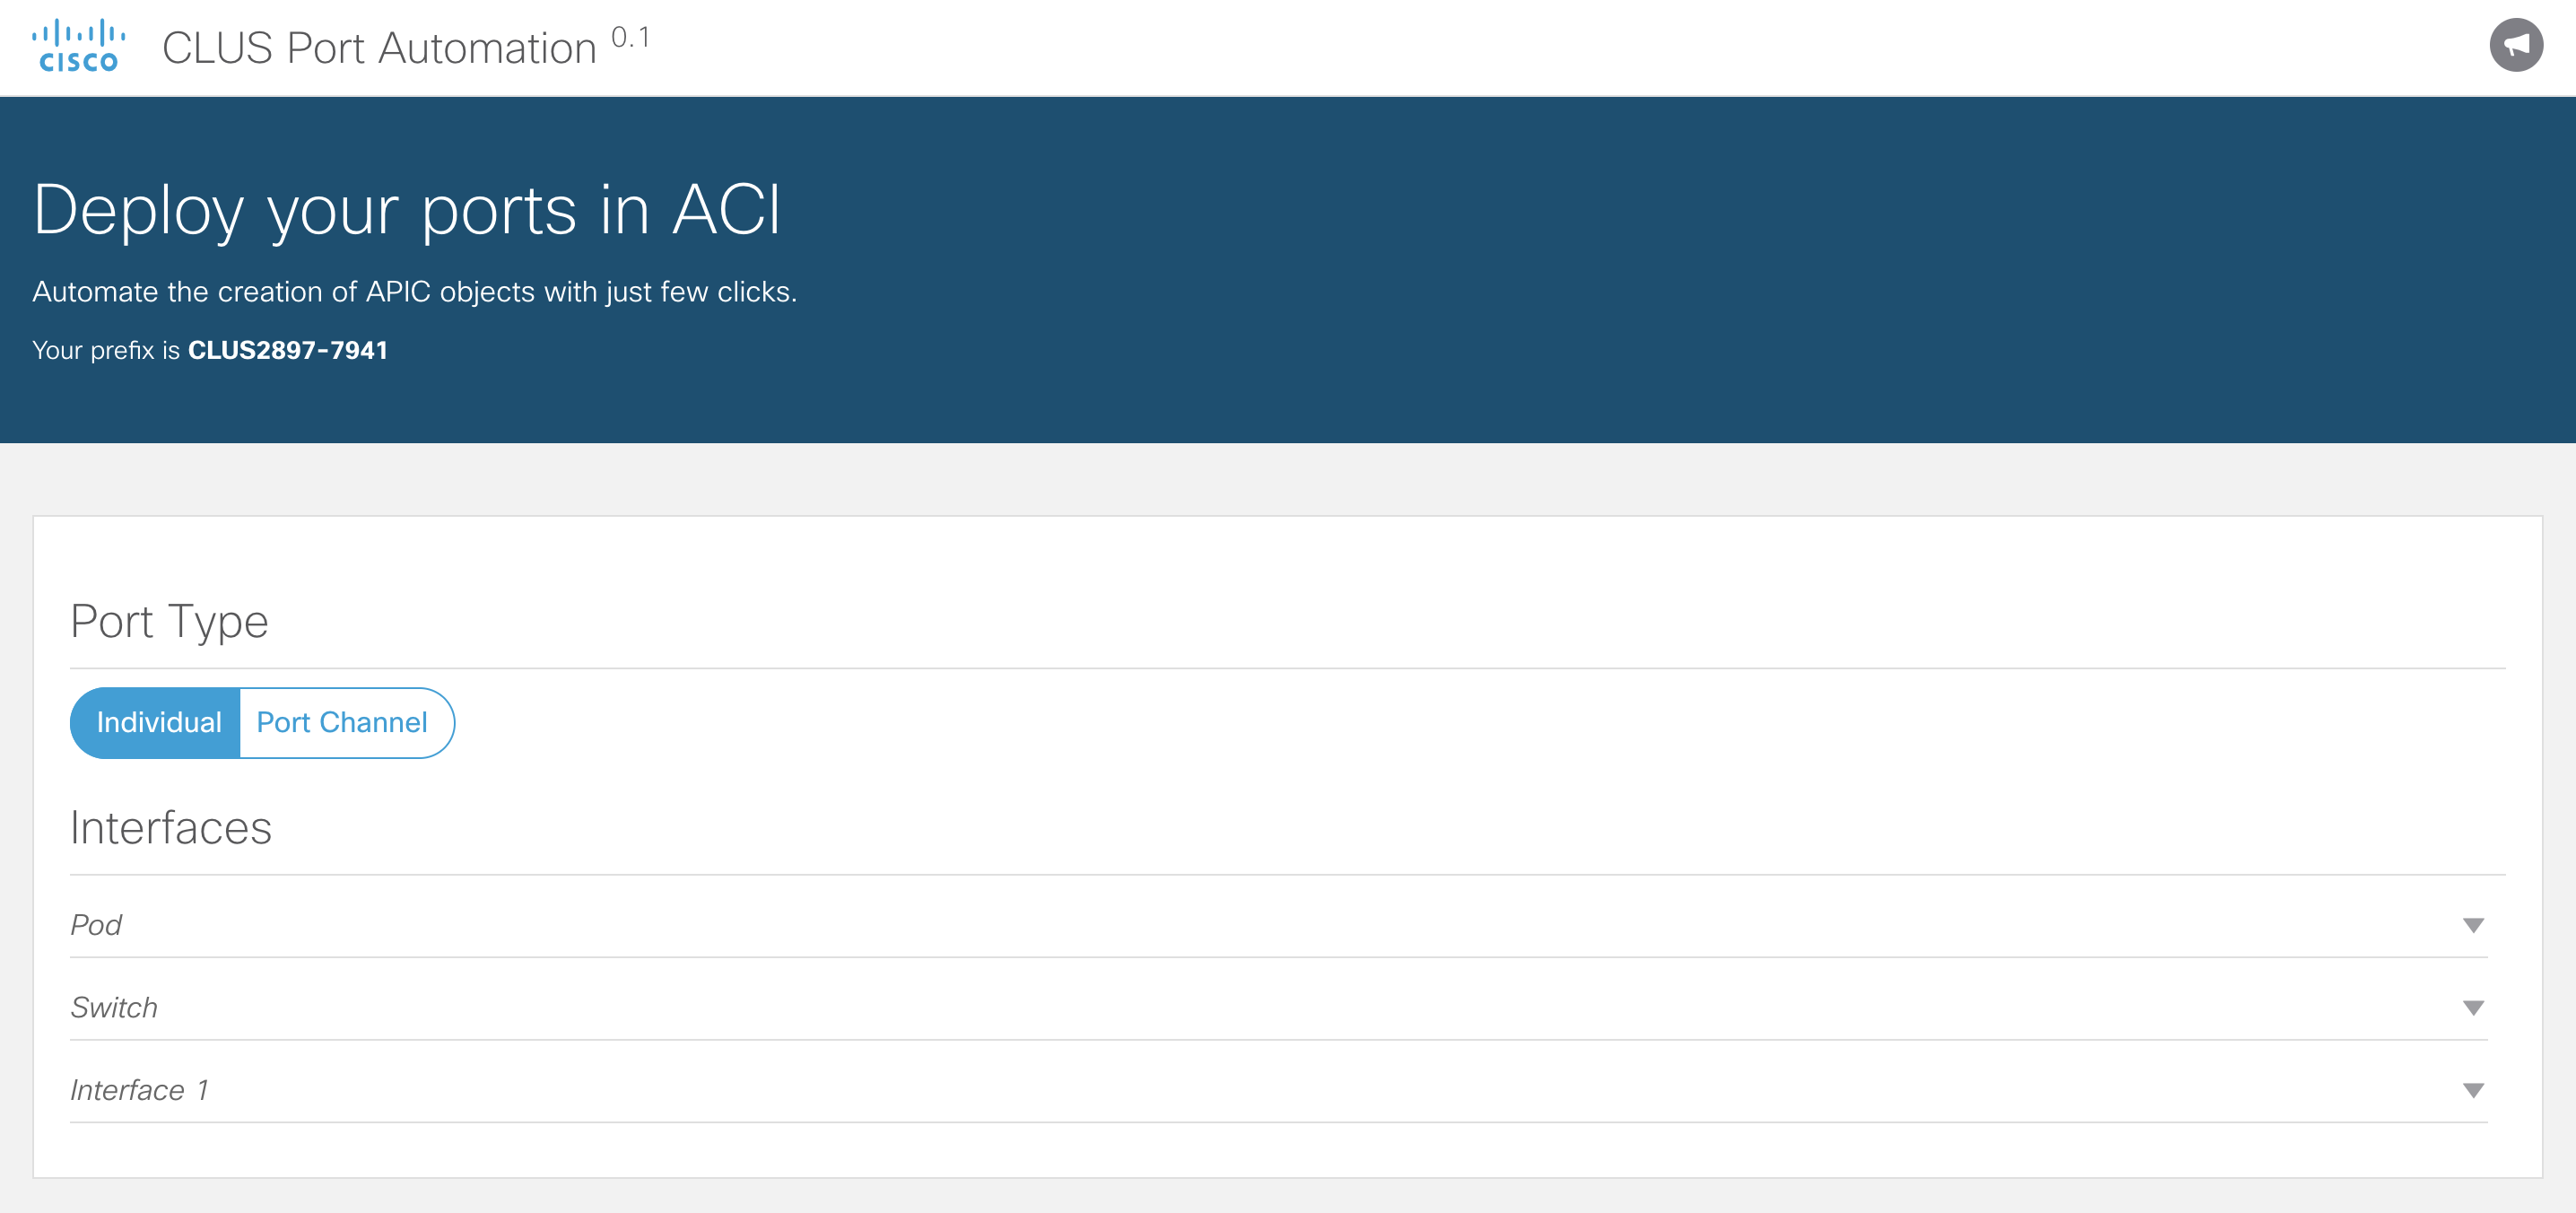 CISCO
CLUS Port Automation 0.1
Deploy your ports in ACI
Automate the creation of APIC objects with just few clicks.
Your prefix is CLUS2897-7941
Port Type
Individual Port Channel
Interfaces
Pod
Switch
Interface 1